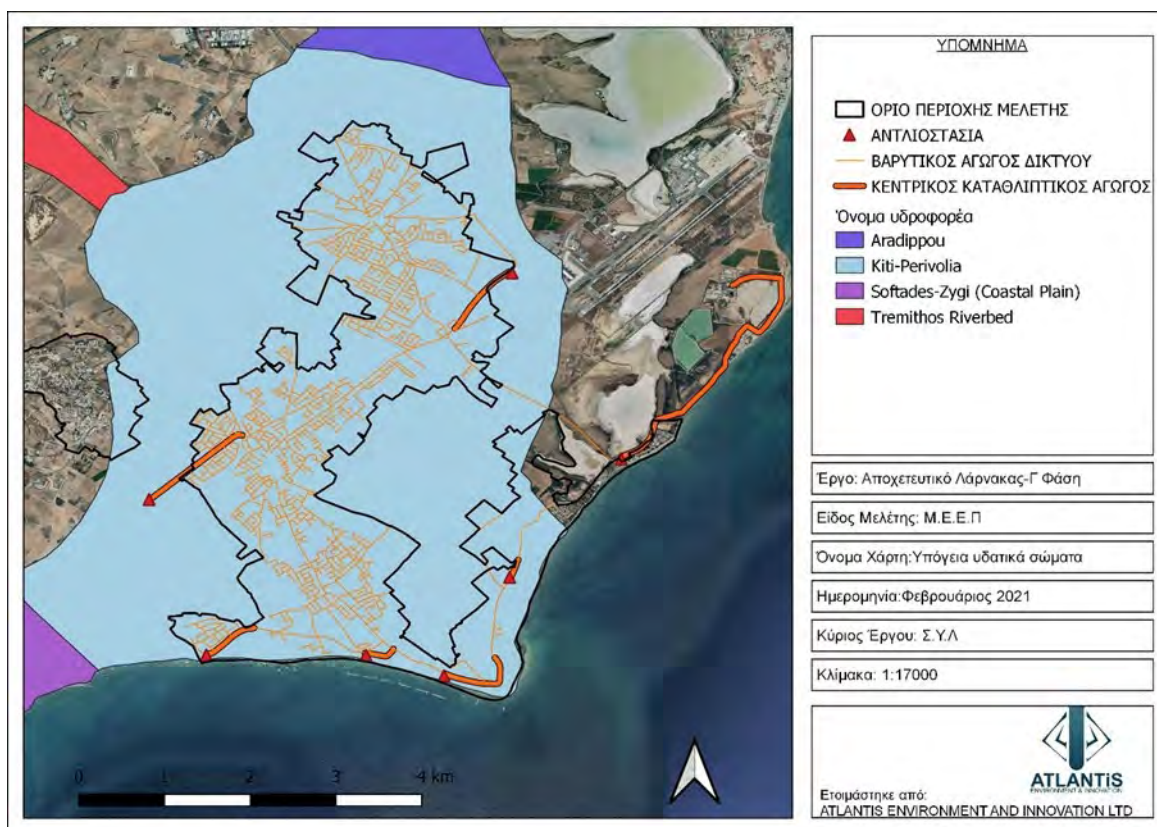 ΥΠΟΜΝΗΜΑ
ΟΡΙΟ ΠΕΡΙΟΧΗΣ ΜΕΛΕΤΗΣ
ΑΝΤΛΙΟΣΤΑΣΙΑ
ΒΑΡΥΤΙΚΟΣ ΑΓΩΓΟΣ ΔΙΚΤΥΟΥ
ΚΕΝΤΡΙΚΟΣ ΚΑΤΑΘΛΙΠΤΙΚΟΣ ΑΓΩΓΟΣ
Όνομα υδροφορέα
Aradippou
Kiti-Perivolia
Softades-Zygi (Coastal Plain)
Tremithos Riverbed
Έργο: Αποχετευτικό Λάρνακας-Γ Φάση
Είδος Μελέτης: Μ.Ε.Ε.Π
Όνομα Χάρτη:Υπόγεια υδατικά σώματα
Ημερομηνία:Φεβρουάριος 2021
Κύριος Έργου: Σ.Υ.Λ
Κλίμακα: 1:17000
ATLANTiS
ENVIRONMENT & INNOVATION
Ετοιμάστηκε από:
ATLANTIS ENVIRONMENT AND INNOVATION LTD
0 1 2 3 4 km